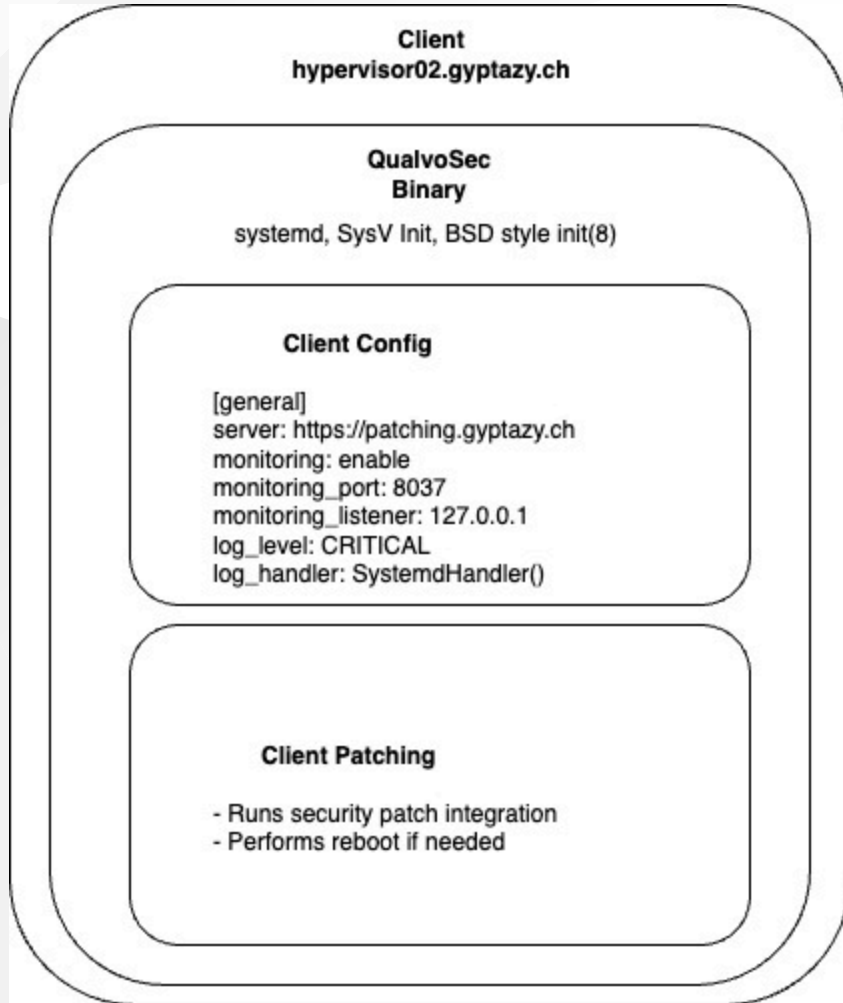 Client
hypervisor02.gyptazy.ch
QualvoSec
Binary
systemd, SysV Init, BSD style init(8)
Client Config
[general]
server: https://patching.gyptazy.ch
monitoring: enable
monitoring_port: 8037
monitoring_listener: 127.0.0.1
log_level: CRITICAL
log_handler: SystemdHandler()
Client Patching
- Runs security patch integration
- Performs reboot if needed